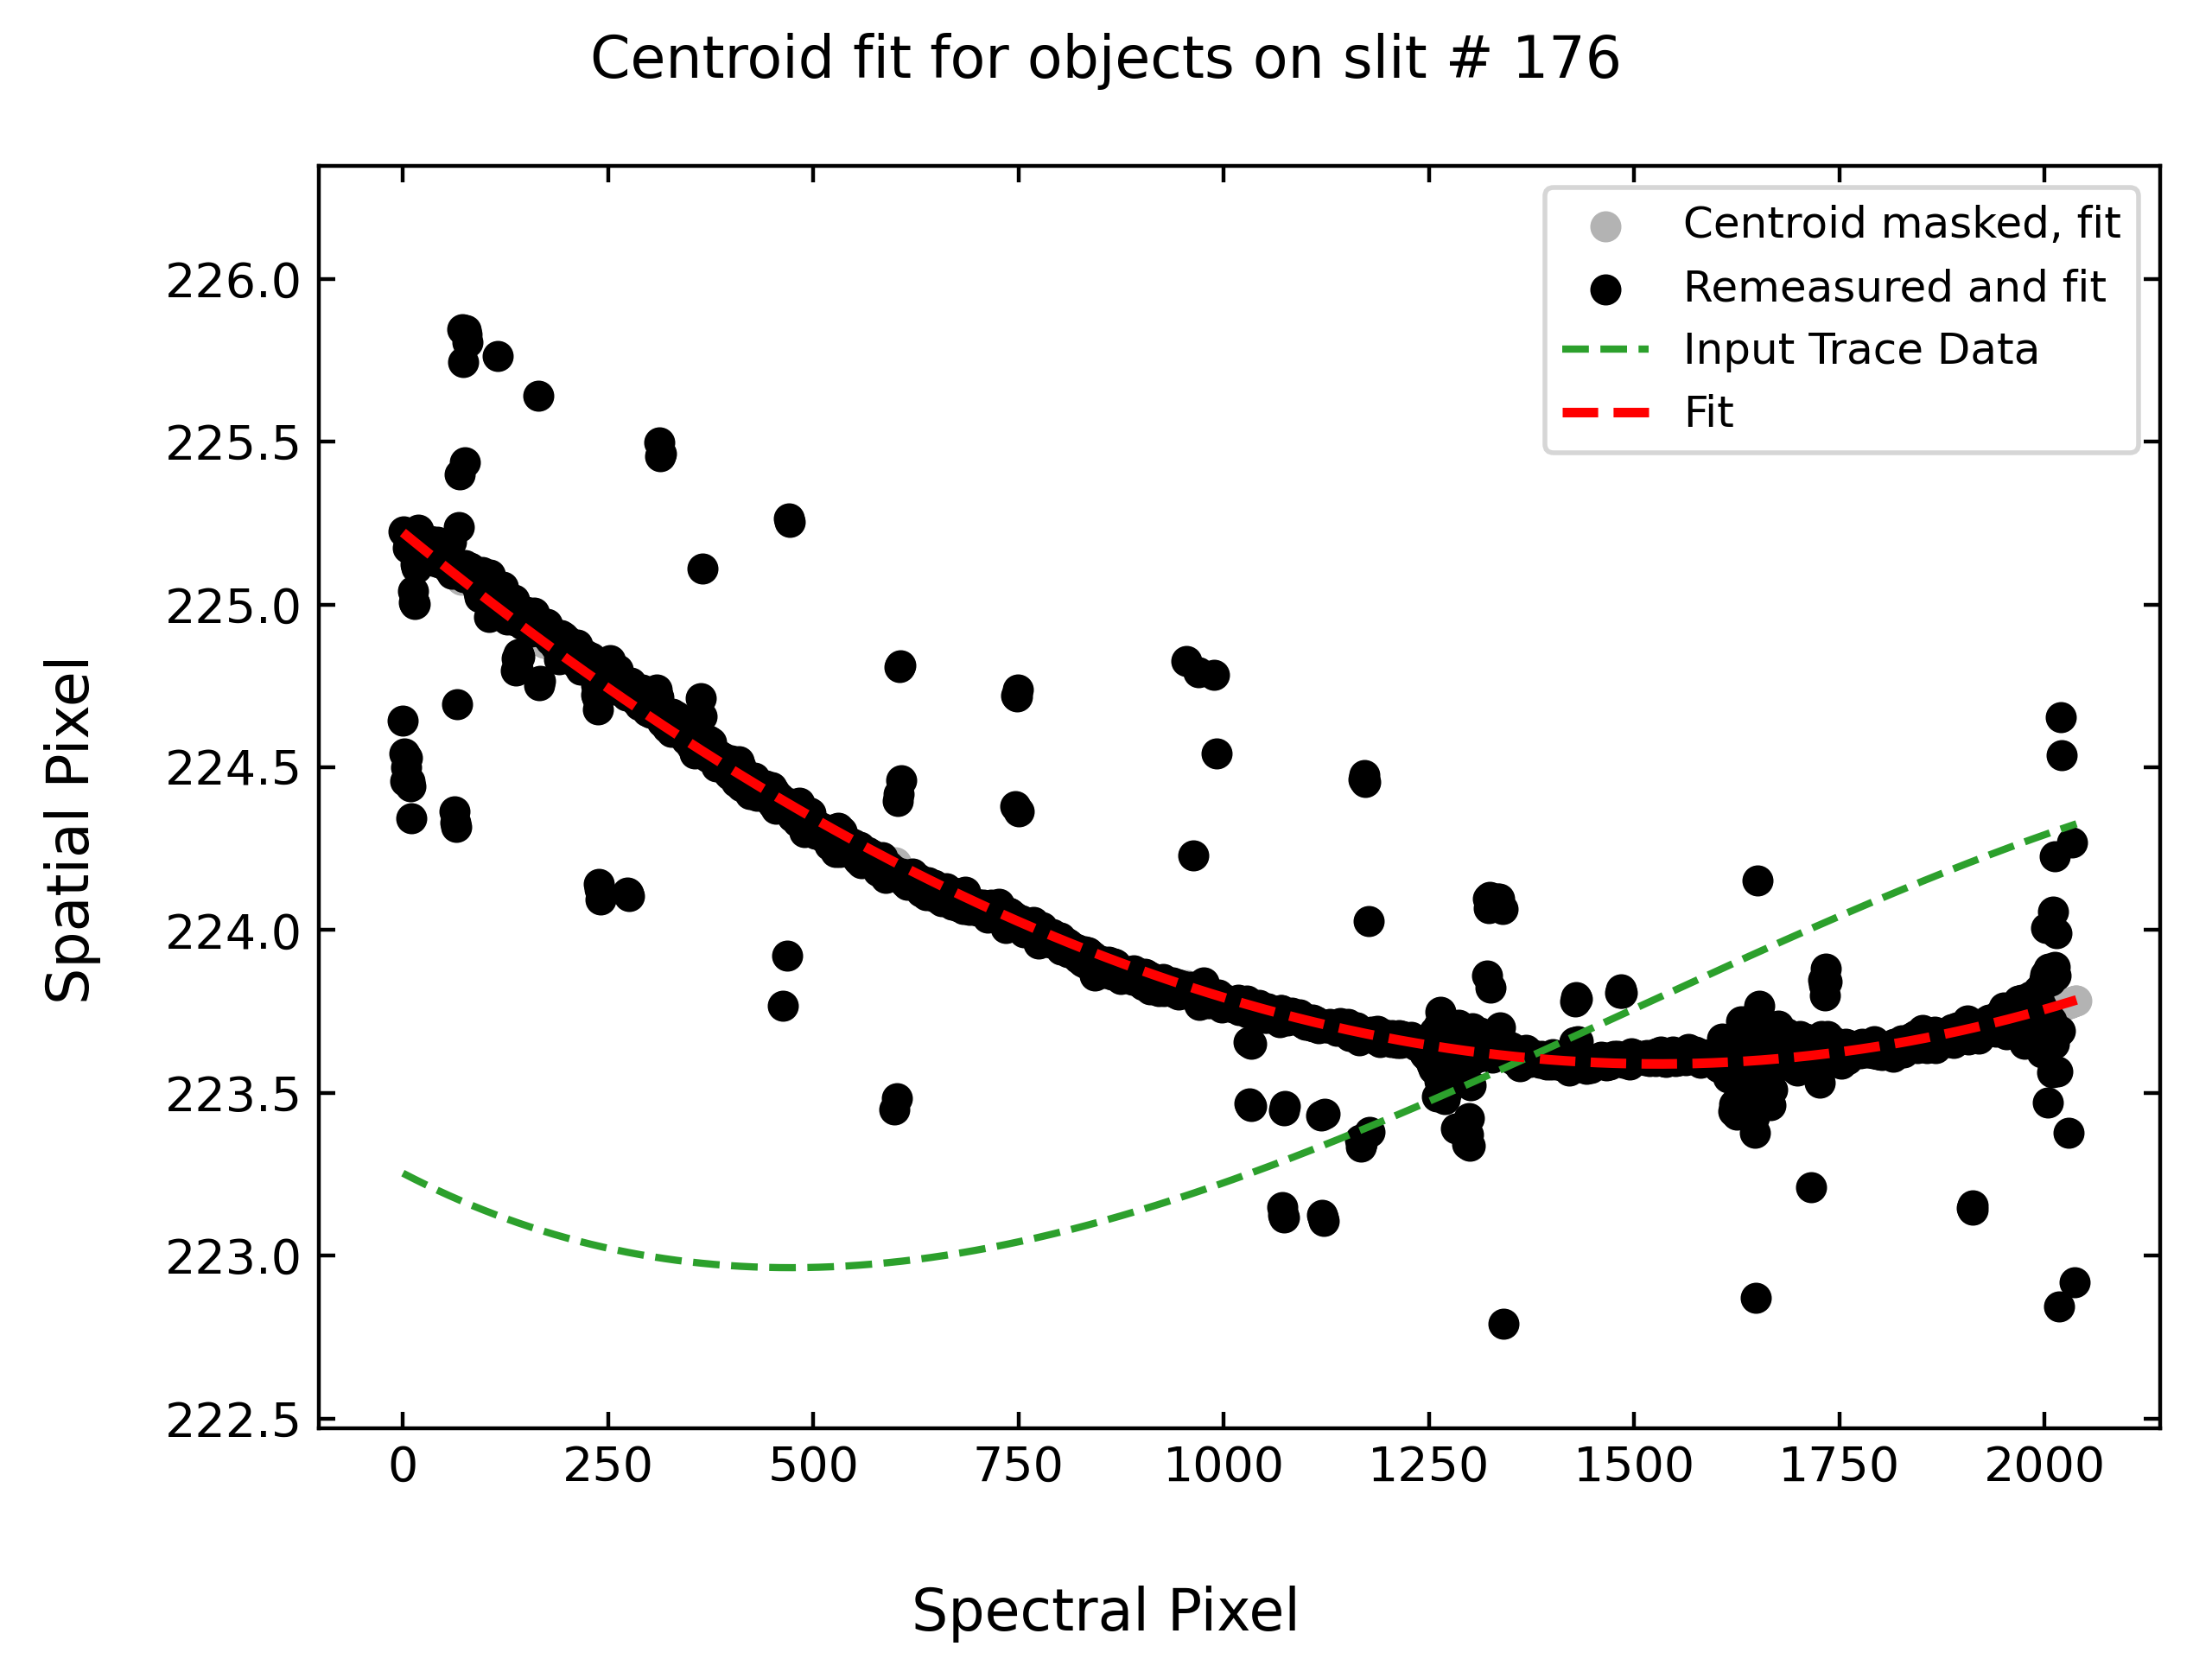 Centroid fit for objects on slit # 176
Centroid masked, fit
Remeasured and fit
Input Trace Data
Fit
226.0
225.5
225.0
224.5
224.0
223.5
223.0
222.5
Spatial Pixel
0 250 500 750 1000 1250 1500 1750 2000
Spectral Pixel